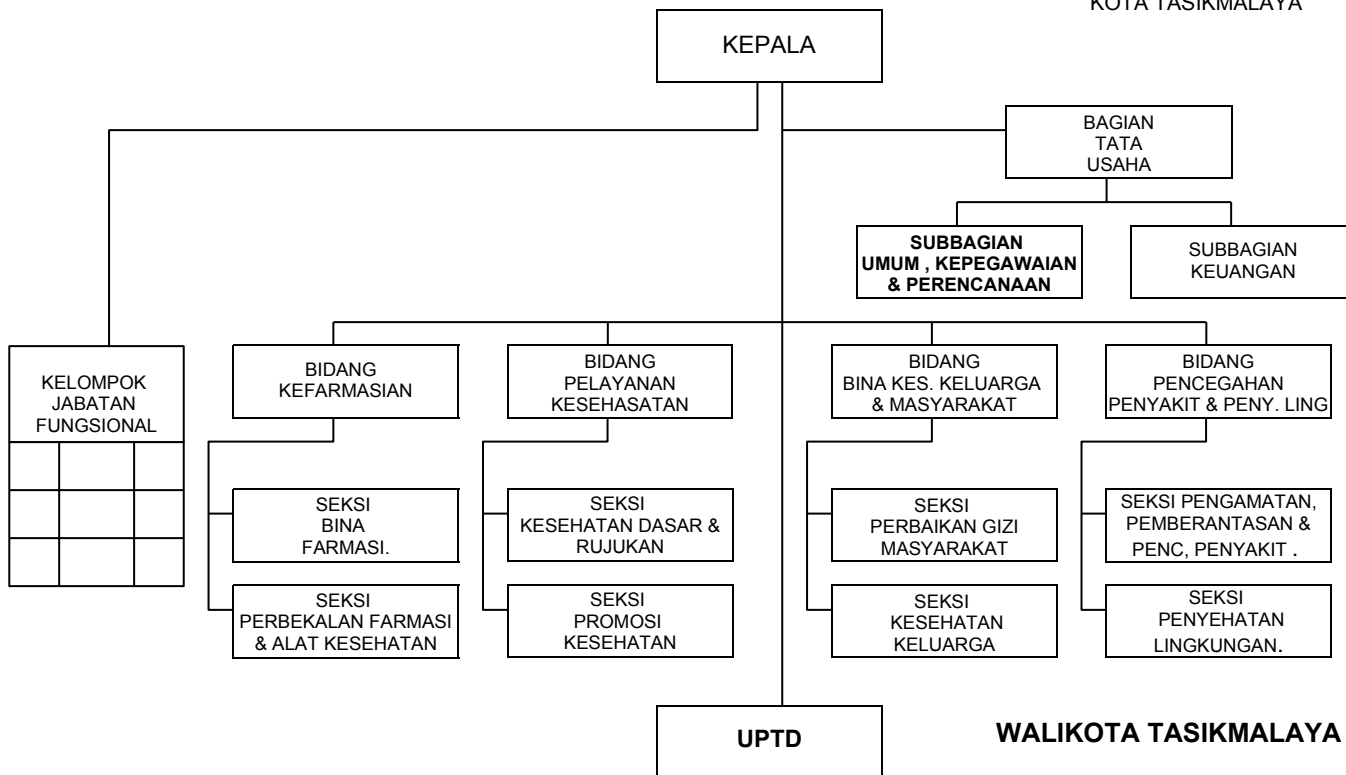 KOTA TASIKMALAYA
KEPALA
BAGIAN
TATA
USAHA
SUBBAGIAN
UMUM , KEPEGAWAIAN
& PERENCANAAN
SUBBAGIAN
KEUANGAN
KELOMPOK
JABATAN
FUNGSIONAL
BIDANG
KEFARMASIAN
BIDANG
PELAYANAN
KESEHASATAN
BIDANG
BINA KES. KELUARGA
& MASYARAKAT
BIDANG
PENCEGAHAN
PENYAKIT & PENY. LING
SEKSI
BINA
FARMASI.
SEKSI
KESEHATAN DASAR &
RUJUKAN
SEKSI
PERBAIKAN GIZI
MASYARAKAT
SEKSI PENGAMATAN,
PEMBERANTASAN &
PENC, PENYAKIT .
SEKSI
PERBEKALAN FARMASI
& ALAT KESEHATAN
SEKSI
PROMOSI
KESEHATAN
SEKSI
KESEHATAN
KELUARGA
SEKSI
PENYEHATAN
LINGKUNGAN.
UPTD
WALIKOTA TASIKMALAYA